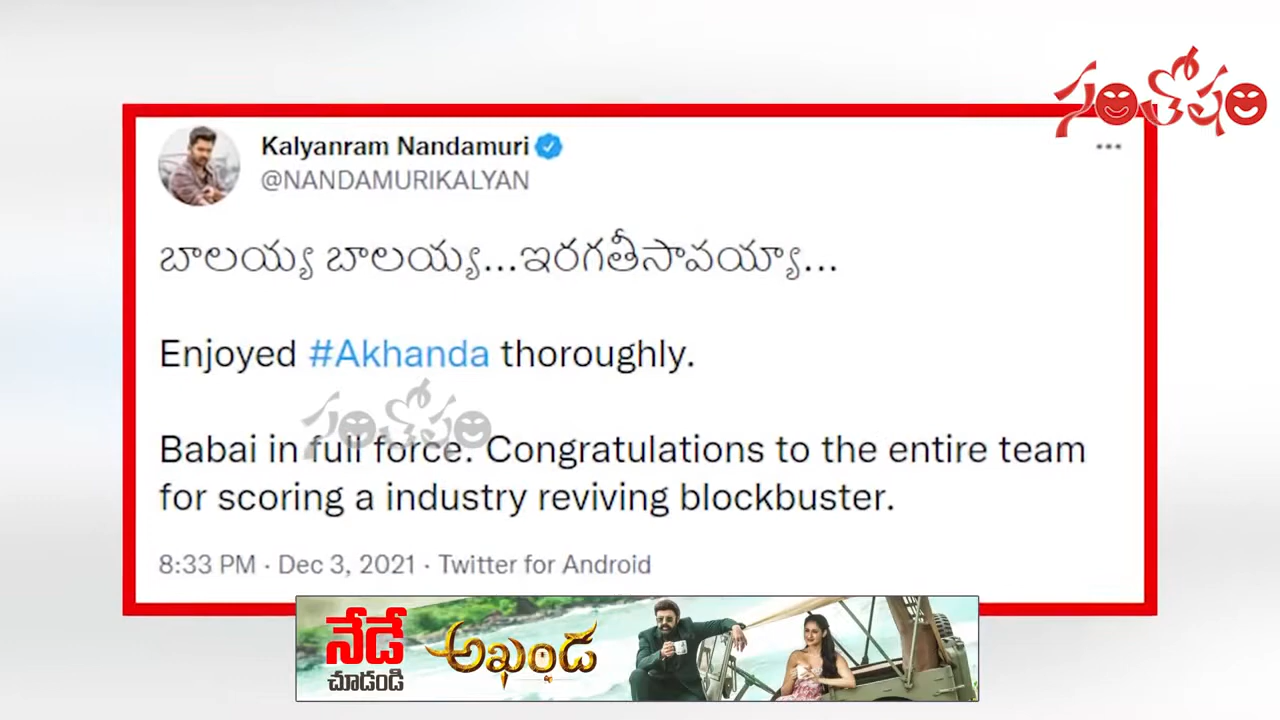 సంతోషం
Kalyanram Nandamuri
@NANDAMURIKALYAN
బాలయ్య బాలయ్య...ఇరగతీసావయ్యా...
Enjoyed #Akhanda thoroughly.
సంతోషం
Babai in full force. Congratulations to the entire team
for scoring a industry reviving blockbuster.
8:33 PM · Dec 3, 2021 · Twitter for Android
నేడే
చూడండి
అఖండ